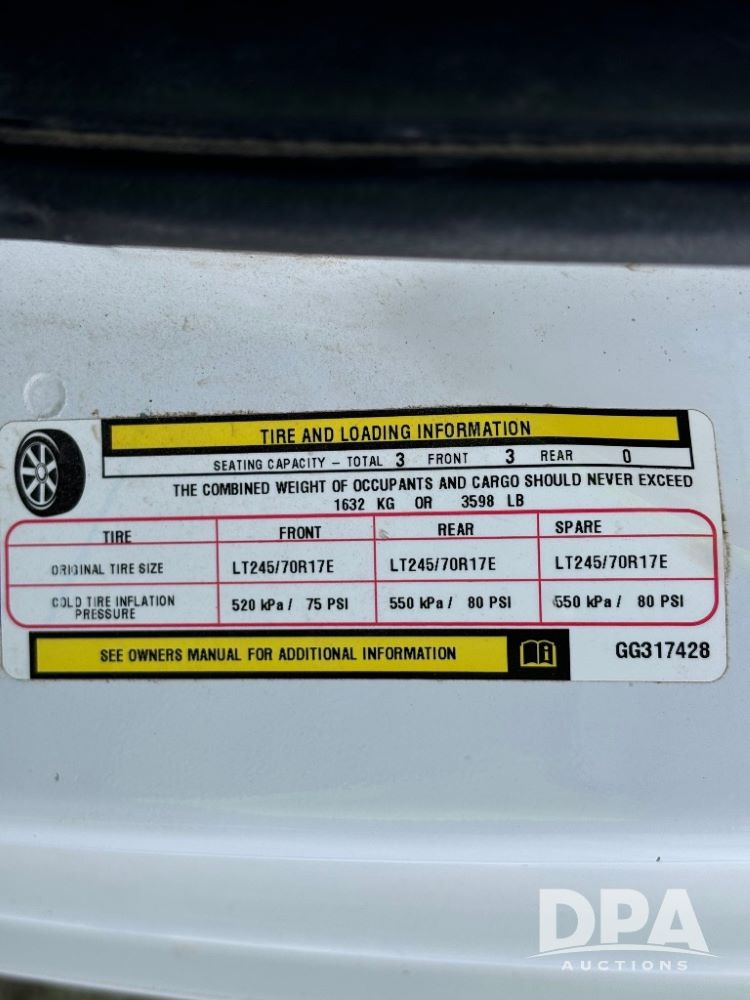 TIRE AND LOADING INFORMATION
SEATING CAPACITY - TOTAL 3 FRONT 3 REAR 0
THE COMBINED WEIGHT OF OCCUPANTS AND CARGO SHOULD NEVER EXCEED
1632 KG OR 3598 LB
TIRE FRONT REAR SPARE
ORIGINAL TIRE SIZE LT245/70R17E LT245/70R17E LT245/70R17E
COLD TIRE INFLATION PRESSURE 520 kPa / 75 PSI 550 kPa / 80 PSI 550 kPa / 80 PSI
SEE OWNERS MANUAL FOR ADDITIONAL INFORMATION GG317428
DPA
AUCTIONS